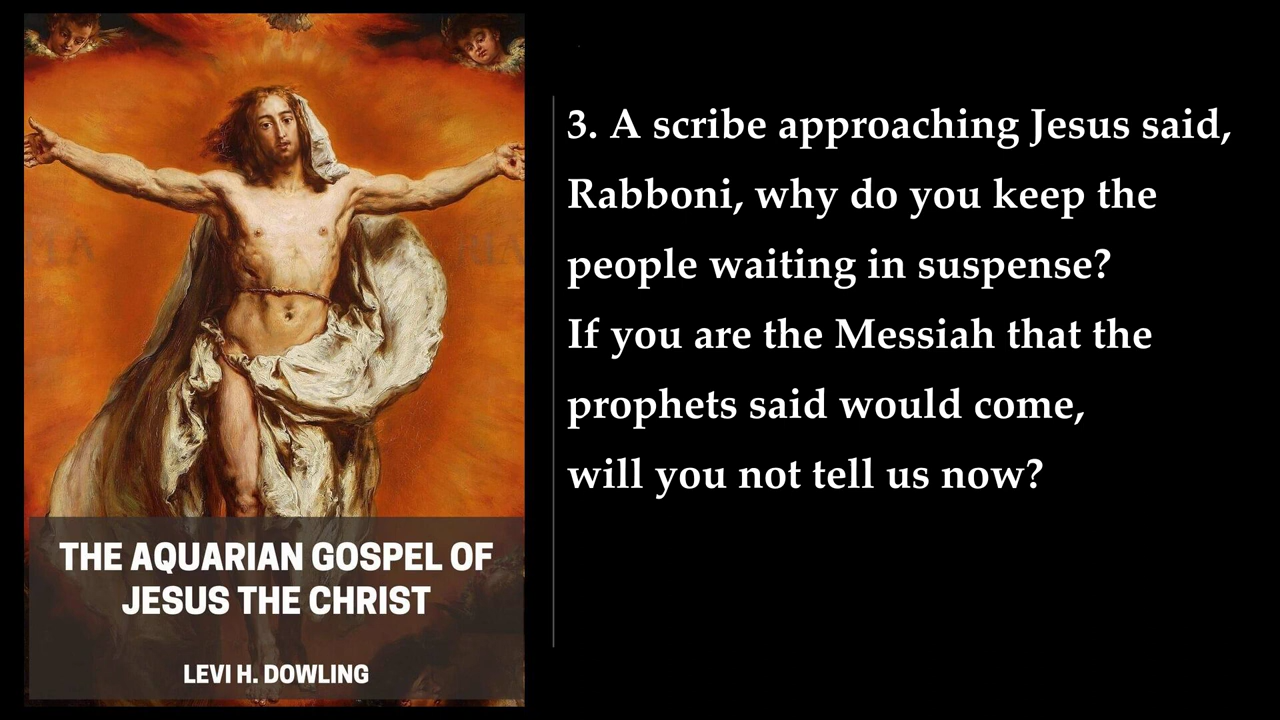 THE AQUARIAN GOSPEL OF
JESUS THE CHRIST
LEVI H. DOWLING
3. A scribe approaching Jesus said,
Rabboni, why do you keep the
people waiting in suspense?
If you are the Messiah that the
prophets said would come,
will you not tell us now?